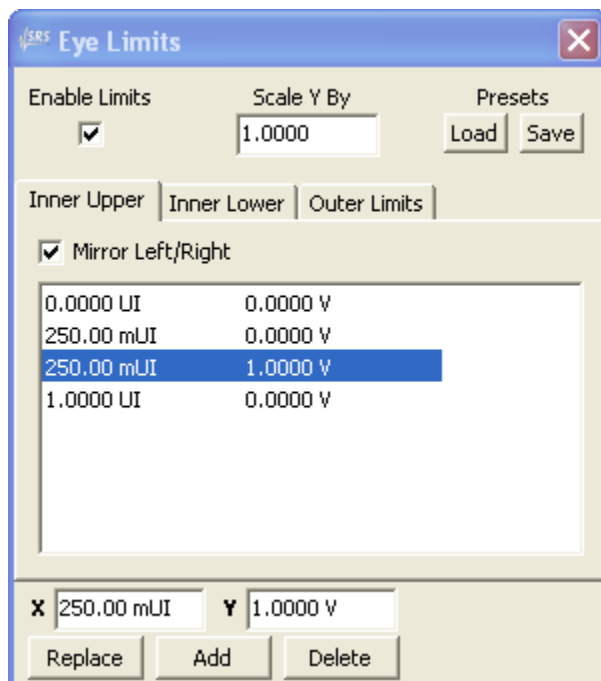 SRS Eye Limits
Enable Limits Scale Y By Presets
1.0000 Load Save
Inner Upper Inner Lower Outer Limits
Mirror Left/Right
0.0000 UI 0.0000 V
250.00 mUI 0.0000 V
250.00 mUI 1.0000 V
1.0000 UI 0.0000 V
X 250.00 mUI Y 1.0000 V
Replace Add Delete